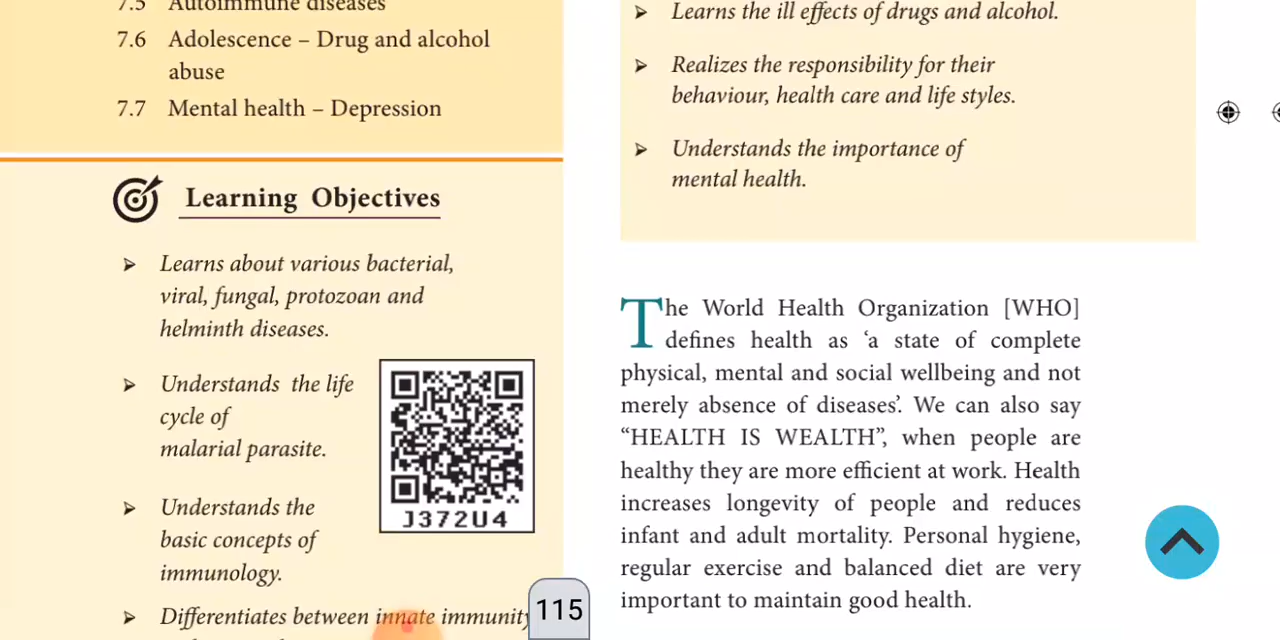 7.5 Autoimmune diseases
7.6 Adolescence – Drug and alcohol
abuse
7.7 Mental health – Depression
Learning Objectives
➢ Learns about various bacterial,
viral, fungal, protozoan and
helminth diseases.
➢ Understands the life
cycle of
malarial parasite.
J372U4
➢ Understands the
basic concepts of
immunology.
➢ Differentiates between innate immunity
➢ Learns the ill effects of drugs and alcohol.
➢ Realizes the responsibility for their
behaviour, health care and life styles.
➢ Understands the importance of
mental health.
The World Health Organization [WHO]
defines health as ‘a state of complete
physical, mental and social wellbeing and not
merely absence of diseases’. We can also say
“HEALTH IS WEALTH”, when people are
healthy they are more efficient at work. Health
increases longevity of people and reduces
infant and adult mortality. Personal hygiene,
regular exercise and balanced diet are very
important to maintain good health.
115